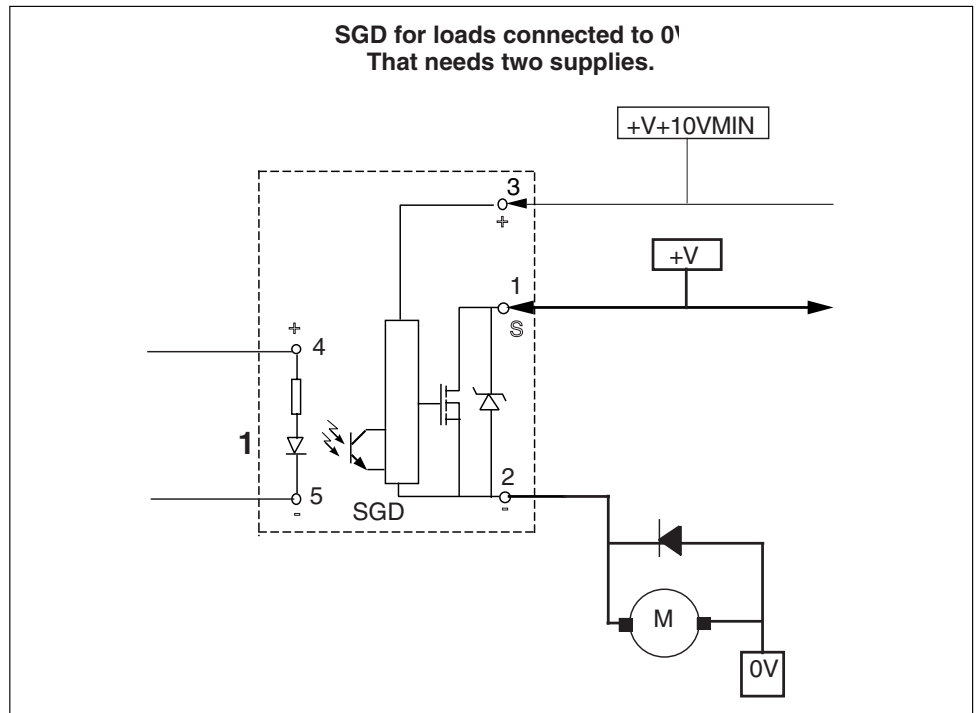 SGD for loads connected to 0V
That needs two supplies.
+V+10VMIN
3
+
+V
1
S
+
4
1
2
-
5
-
SGD
M
0V